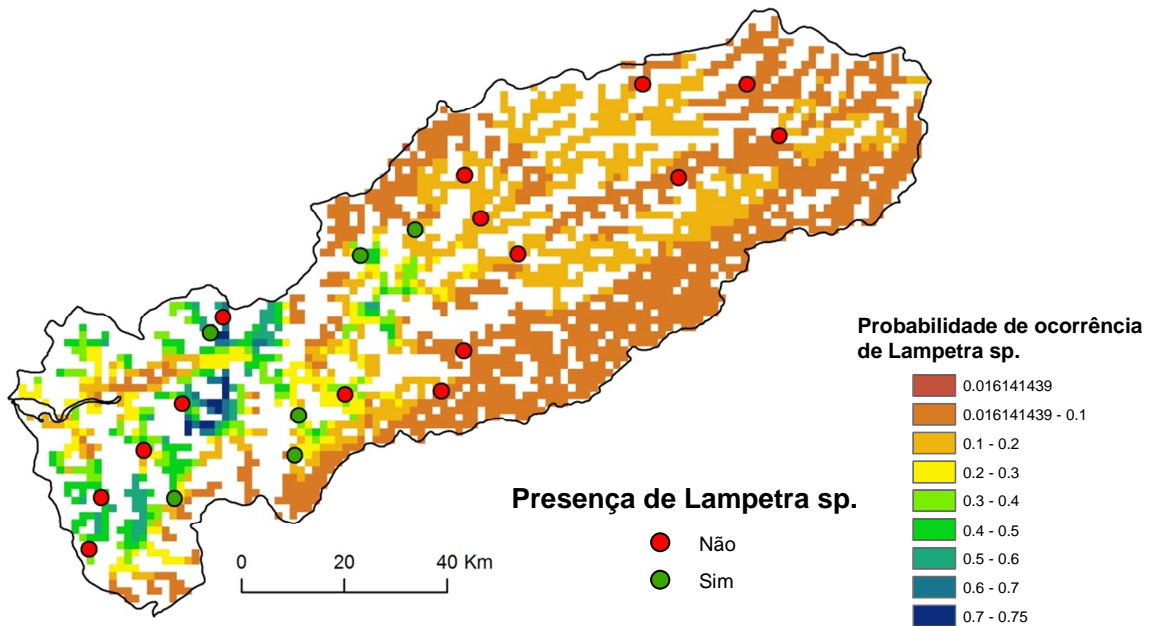 Probabilidade de ocorrência
de Lampetra sp.
0.016141439
0.016141439 - 0.1
0.1 - 0.2
0.2 - 0.3
0.3 - 0.4
0.4 - 0.5
0.5 - 0.6
0.6 - 0.7
0.7 - 0.75
Presença de Lampetra sp.
Não
Sim
0 20 40 Km